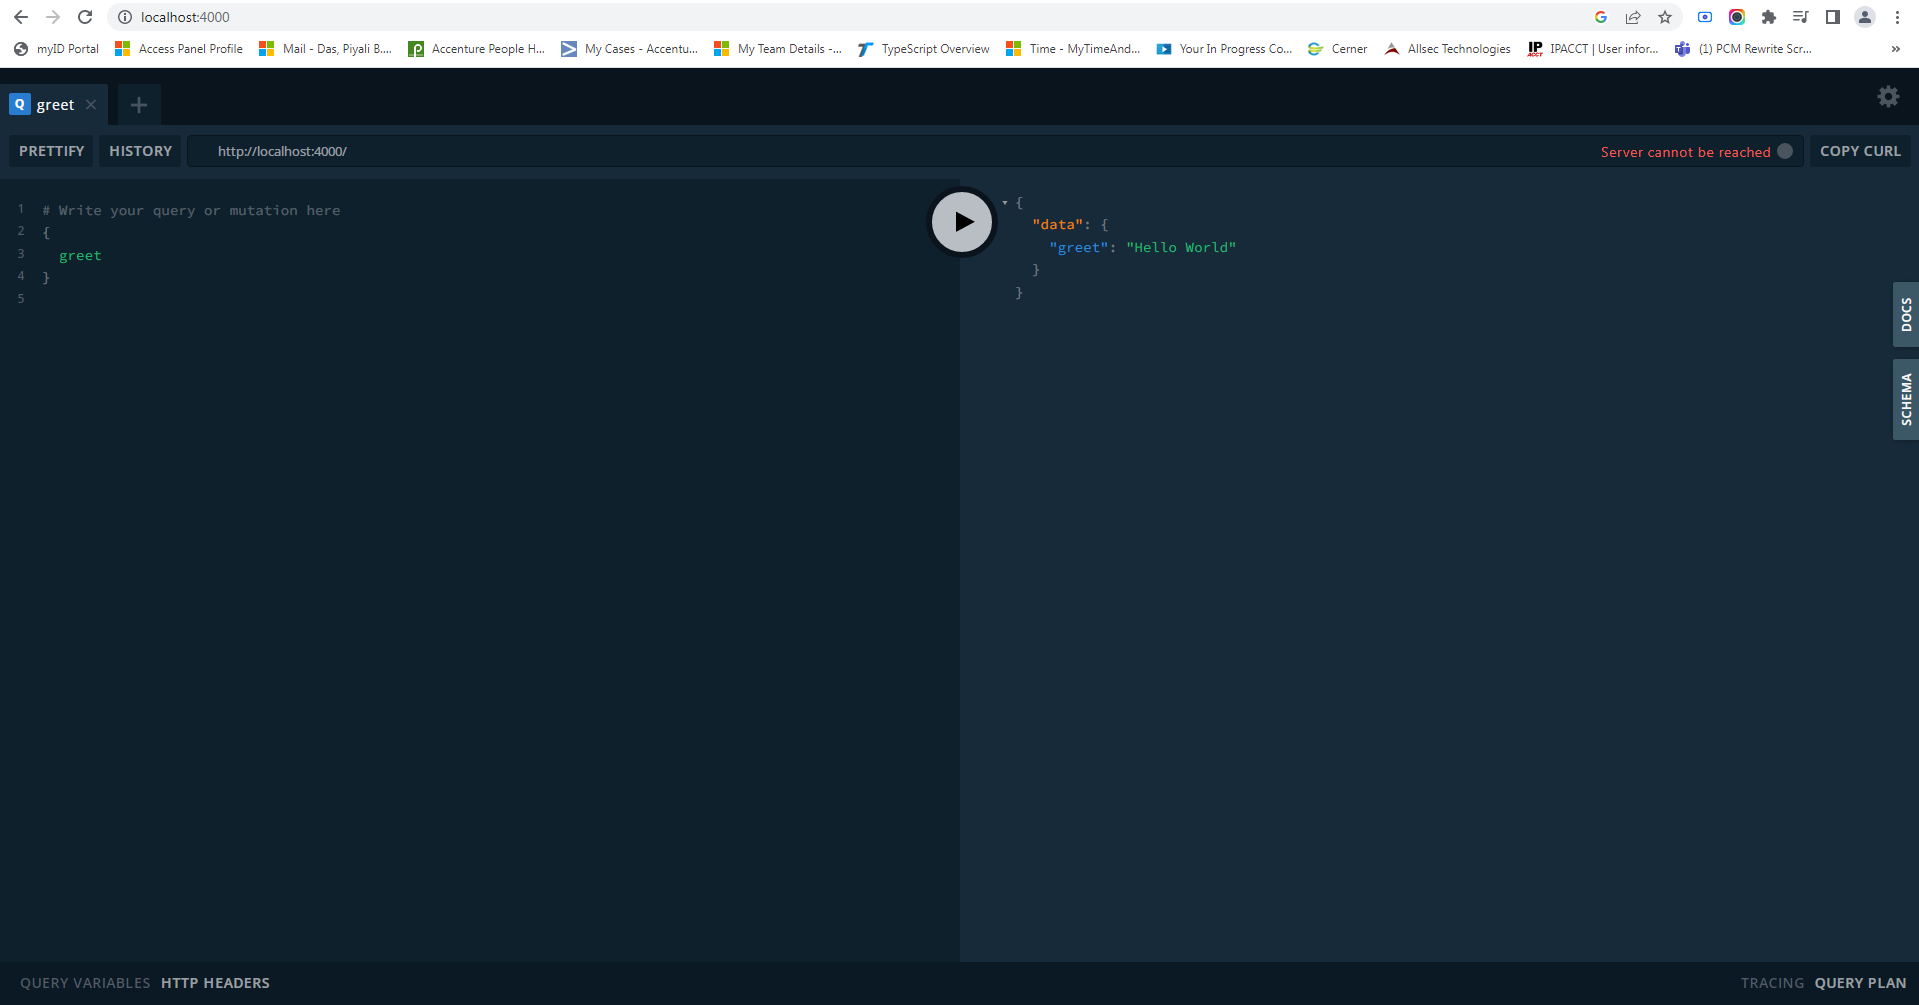 localhost:4000
myID Portal Access Panel Profile Mail - Das, Piyali B.... Accenture People H... My Cases - Accentu... My Team Details -... TypeScript Overview Time - MyTimeAnd... Your In Progress Co... Cerner Allsec Technologies IP ACCT IPACCT | User infor... (1) PCM Rewrite Scr... »
Q greet
PRETTIFY HISTORY http://localhost:4000/ Server cannot be reached COPY CURL
1 # Write your query or mutation here
2 {
3 greet
4 }
5
{
"data": {
"greet": "Hello World"
}
}
DOCS
SCHEMA
QUERY VARIABLES HTTP HEADERS TRACING QUERY PLAN